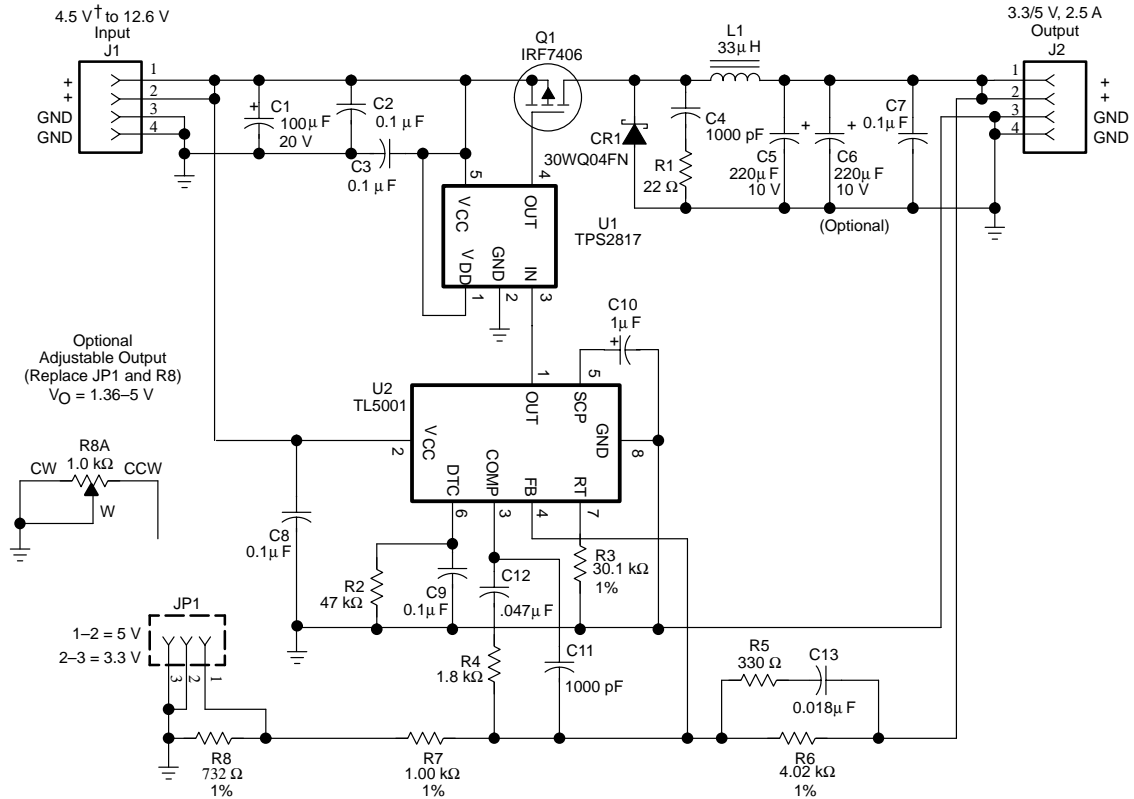 4.5 V† to 12.6 V
Input
J1
+
+
GND
GND
1
2
3
4
+
C1
100μF
20 V
C2
0.1μF
C3
0.1μF
Q1
IRF7406
CR1
30WQ04FN
C4
1000 pF
R1
22 Ω
L1
33μH
+
C5
220μF
10 V
+
C6
220μF
10 V
(Optional)
C7
0.1μF
3.3/5 V, 2.5 A
Output
J2
1
2
3
4
+
+
GND
GND
5
4
VCC
OUT
VDD
GND
IN
1
2
3
U1
TPS2817
C10
1μF
+
Optional
Adjustable Output
(Replace JP1 and R8)
VO = 1.36–5 V
R8A
1.0 kΩ
CW
CCW
W
U2
TL5001
1
5
OUT
SCP
VCC
2
GND
8
DTC
COMP
FB
RT
6
3
4
7
C8
0.1μF
R2
47 kΩ
C9
0.1μF
C12
.047μF
R3
30.1 kΩ
1%
R4
1.8 kΩ
C11
1000 pF
JP1
1–2 = 5 V
2–3 = 3.3 V
3
2
1
R5
330 Ω
C13
0.018μF
R8
732 Ω
1%
R7
1.00 kΩ
1%
R6
4.02 kΩ
1%